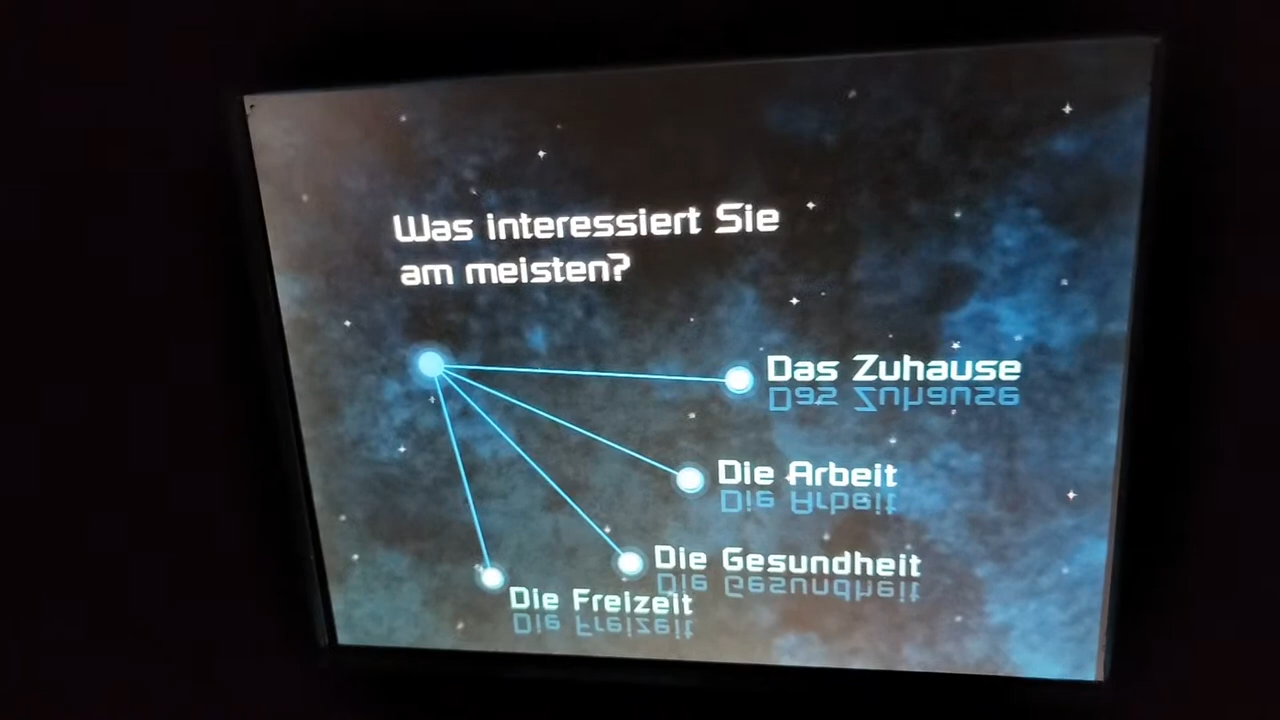 Was interessiert Sie
am meisten?
Das Zuhause
Die Arbeit
Die Gesundheit
Die Freizeit